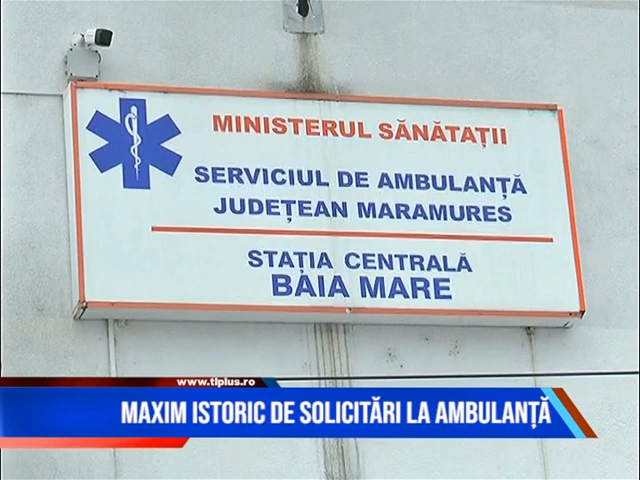 MINISTERUL SĂNĂTAȚII
SERVICIUL DE AMBULANȚĂ
JUDEȚEAN MARAMURES
STAȚIA CENTRALĂ
BAIA MARE
www.tlplus.ro
MAXIM ISTORIC DE SOLICITĂRI LA AMBULANȚĂ